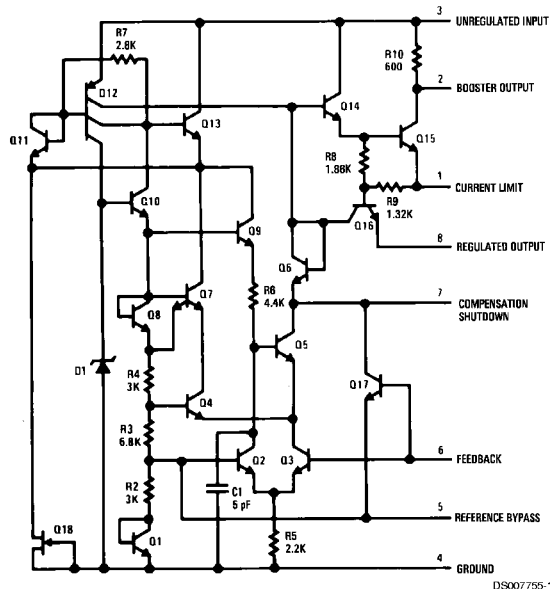 3 UNREGULATED INPUT
R7
2.8K
R10
600
2 BOOSTER OUTPUT
Q12
Q14
Q13
Q15
Q11
R8
1.88K
1 CURRENT LIMIT
R9
1.32K
Q10
Q9
Q16
8 REGULATED OUTPUT
Q6
R6
4.4K
7 COMPENSATION
SHUTDOWN
Q7
Q8
Q5
D1
R4
3K
Q17
Q4
R3
6.8K
Q2
Q3
6 FEEDBACK
R2
3K
C1
5 pF
5 REFERENCE BYPASS
Q18
R5
2.2K
Q1
4 GROUND
DS007755-1